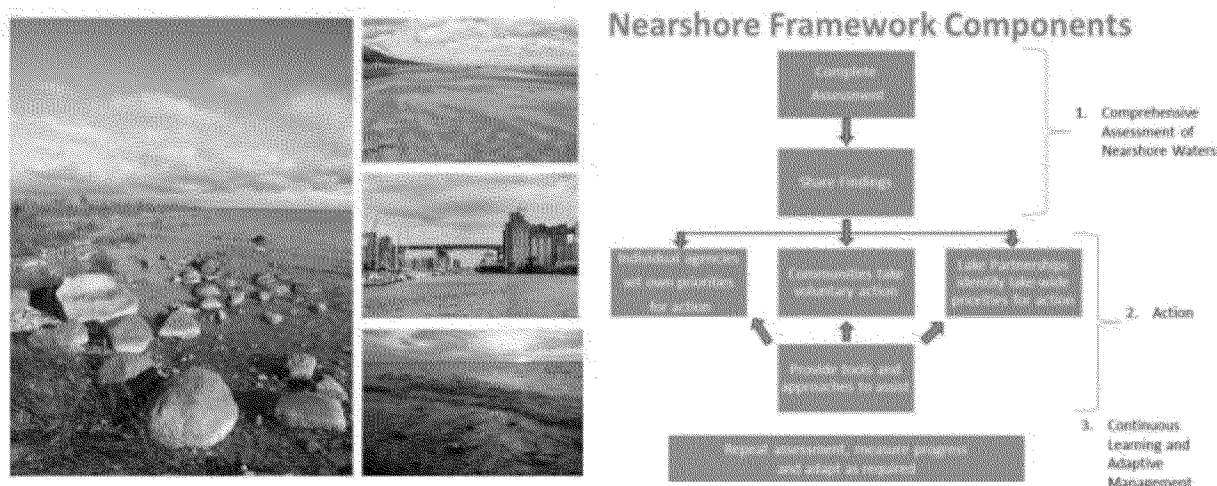 Nearshore Framework Components
Complete
Assessment
1. Comprehensive
Assessment of
Nearshore Waters
Share Findings
Individual agencies
set own priorities
for action
Communities take
voluntary action
Lake Partnerships
identify lake-wide
priorities for action
2. Action
Provide tools and
approaches to assist
3. Continuous
Learning and
Adaptive
Management
Repeat assessment, measure progress
and adapt as required